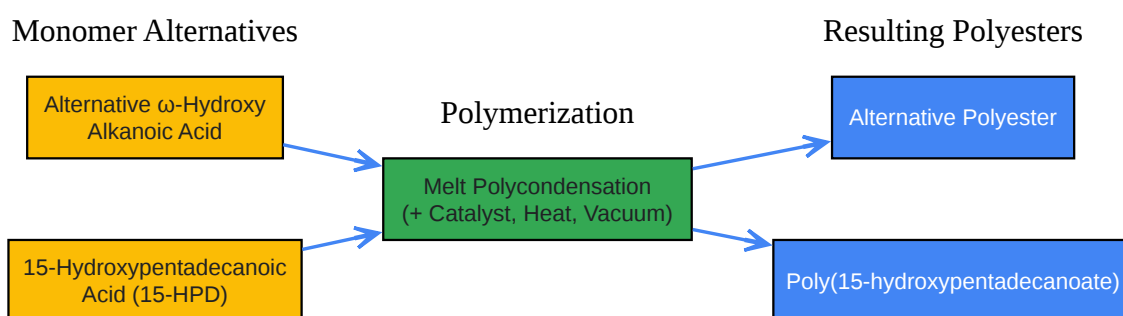 Monomer Alternatives
Resulting Polyesters
Alternative ω-Hydroxy
Alkanoic Acid
Polymerization
Alternative Polyester
Melt Polycondensation
(+ Catalyst, Heat, Vacuum)
15-Hydroxypentadecanoic
Acid (15-HPD)
Poly(15-hydroxypentadecanoate)